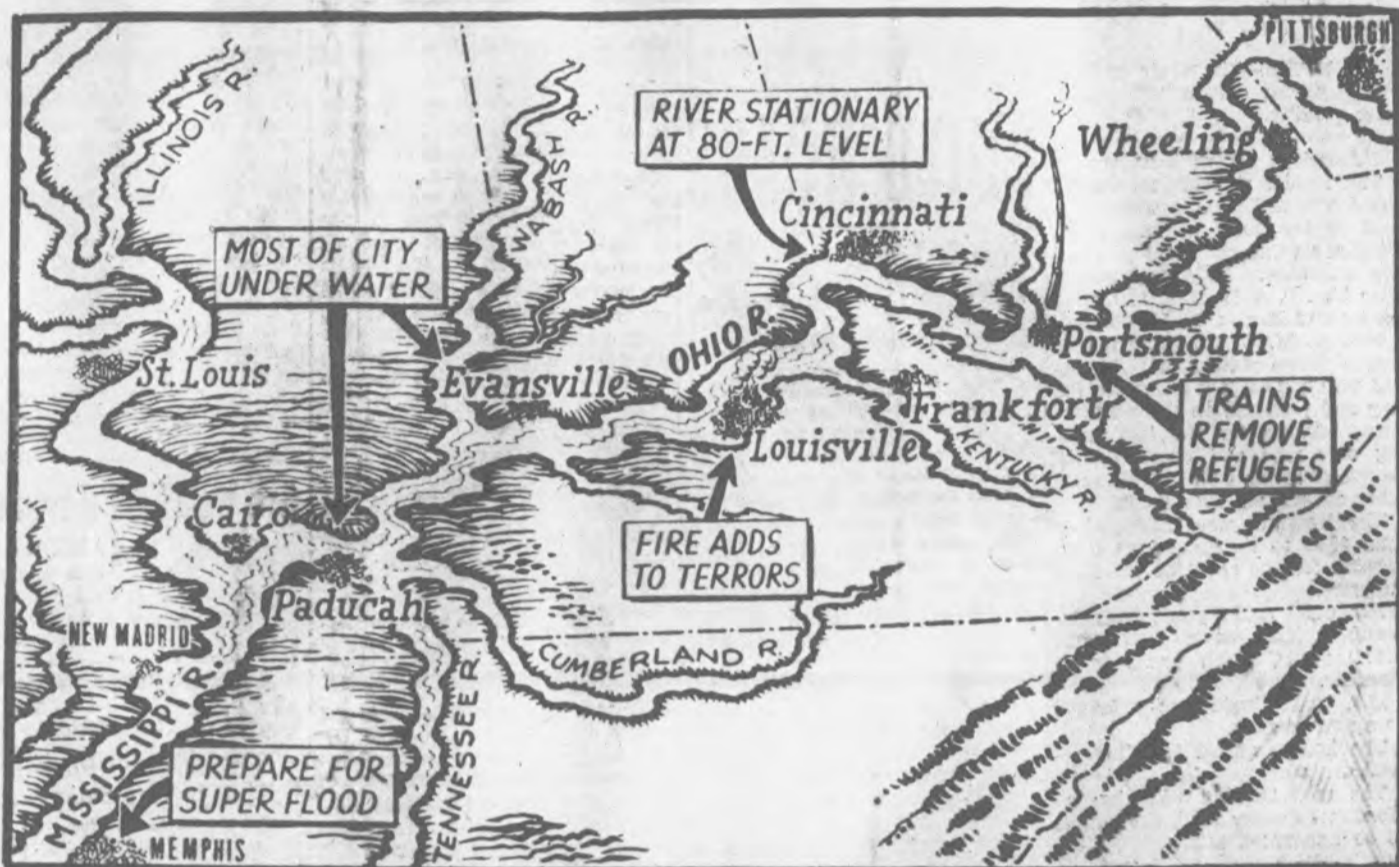 PITTSBURGH
ILLINOIS R.
WABASH R.
RIVER STATIONARY
AT 80-FT. LEVEL
Wheeling
Cincinnati
MOST OF CITY
UNDER WATER
OHIO R.
Portsmouth
St. Louis
Evansville
Frankfort
TRAINS
REMOVE
REFUGEES
Louisville
KENTUCKY R.
Cairo
FIRE ADDS
TO TERRORS
Paducah
NEW MADRID
CUMBERLAND R.
MISSISSIPPI R.
TENNESSEE R.
PREPARE FOR
SUPER FLOOD
MEMPHIS